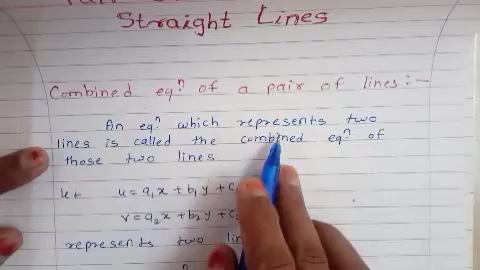 Straight Lines
Combined eqⁿ of a pair of lines :-
An eqⁿ which represents two
lines is called the combined eqⁿ of
those two lines
let u = a₁x + b₁y + c
v = a₂x + b₂y + c
represents two